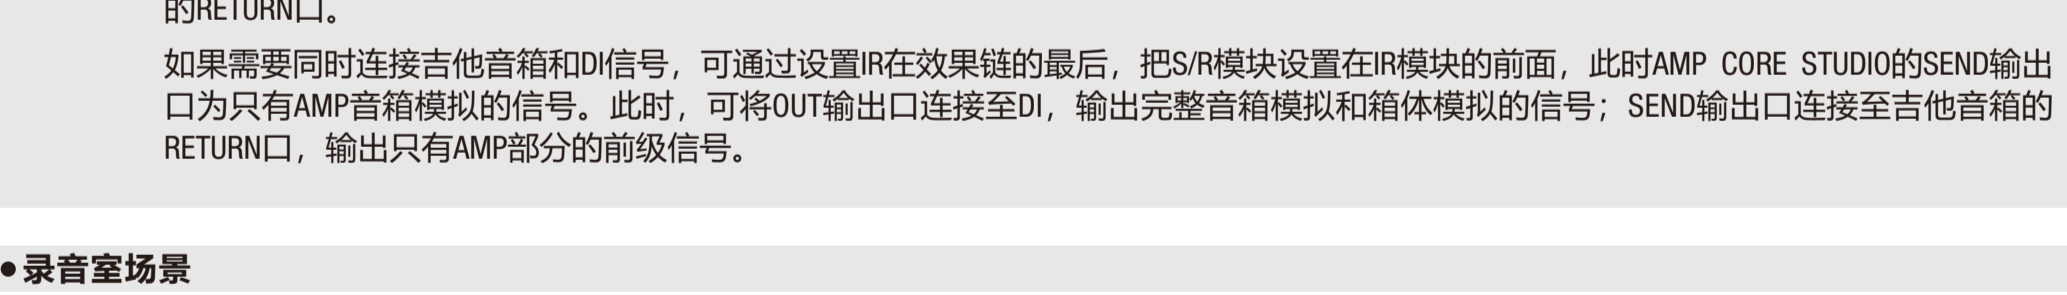 的RETURN口。
如果需要同时连接吉他音箱和DI信号，可通过设置IR在效果链的最后，把S/R模块设置在IR模块的前面，此时AMP CORE STUDIO的SEND输出
口为只有AMP音箱模拟的信号。此时，可将OUT输出口连接至DI，输出完整音箱模拟和箱体模拟的信号；SEND输出口连接至吉他音箱的
RETURN口，输出只有AMP部分的前级信号。
•录音室场景